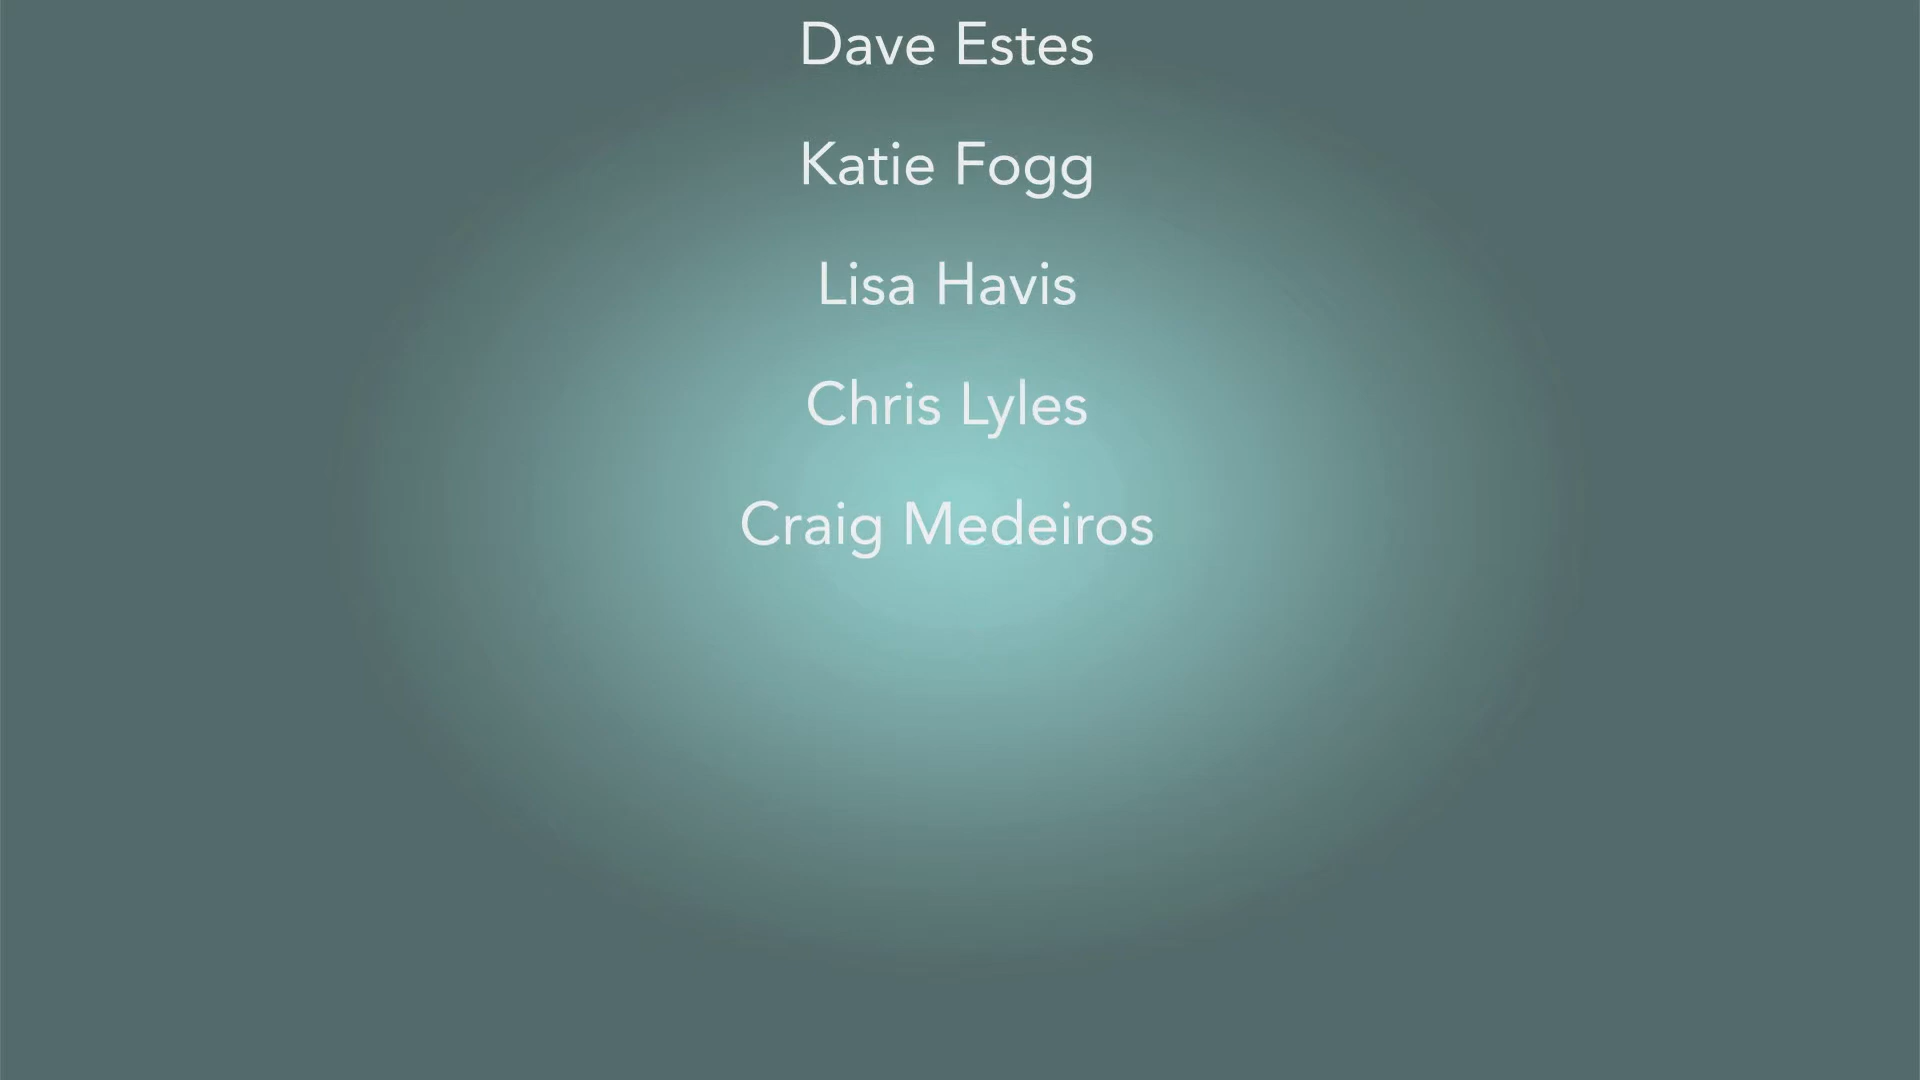 Dave Estes
Katie Fogg
Lisa Havis
Chris Lyles
Craig Medeiros